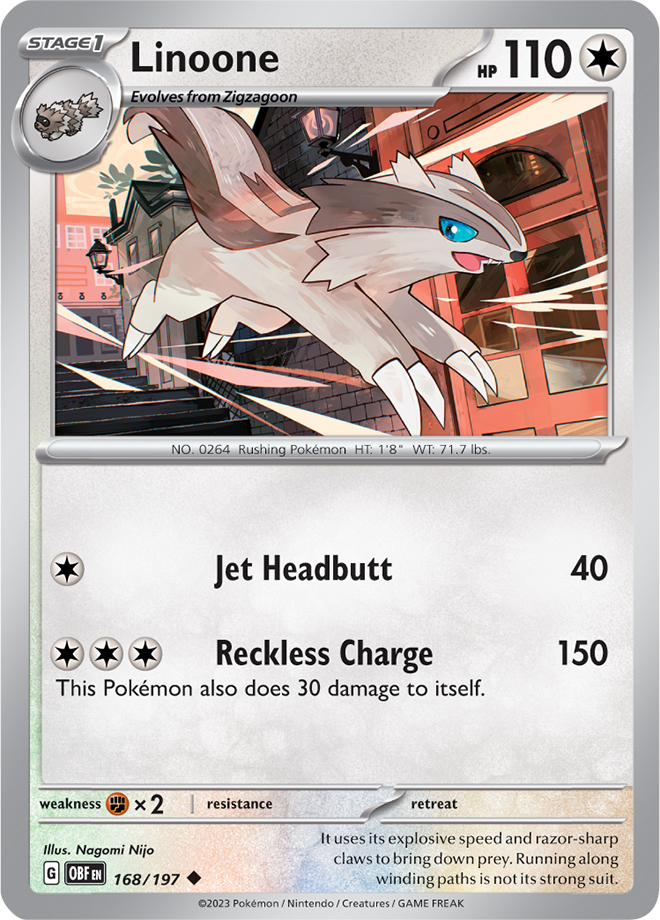 STAGE 1
Linoone
HP 110
Evolves from Zigzagoon
NO. 0264 Rushing Pokémon HT: 1'8" WT: 71.7 lbs.
Jet Headbutt 40
Reckless Charge 150
This Pokémon also does 30 damage to itself.
weakness ×2 resistance retreat
Illus. Nagomi Nijo
G OBF EN 168/197
It uses its explosive speed and razor-sharp
claws to bring down prey. Running along
winding paths is not its strong suit.
©2023 Pokémon / Nintendo / Creatures / GAME FREAK